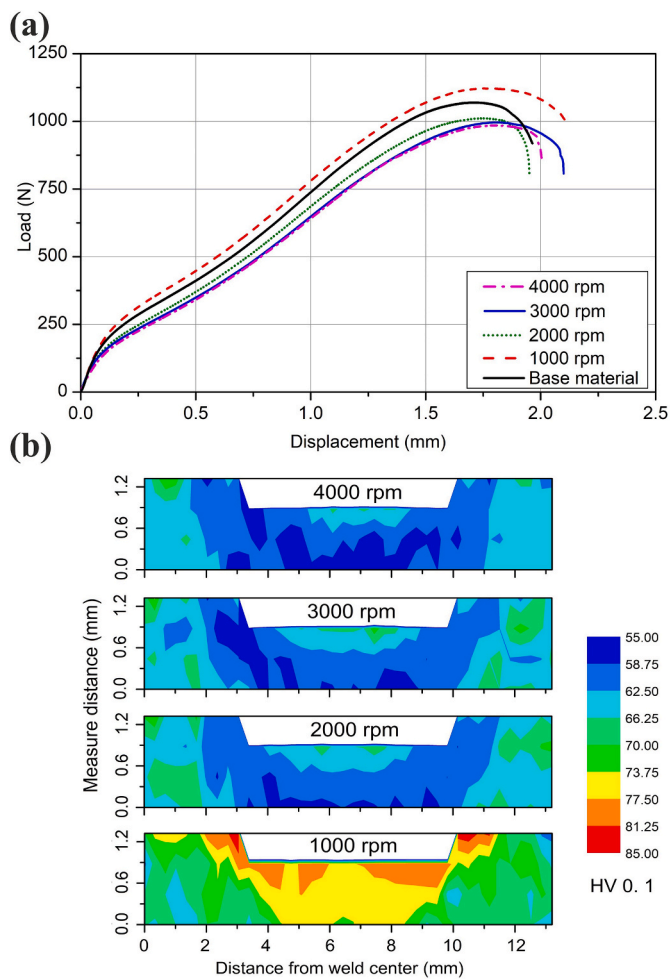 (a)
1250
1000
750
500
250
0
Load (N)
4000 rpm
3000 rpm
2000 rpm
1000 rpm
Base material
0.0 0.5 1.0 1.5 2.0 2.5
Displacement (mm)
(b)
Measure distance (mm)
0.0 0.6 1.2
4000 rpm
0.0 0.6 1.2
3000 rpm
0.0 0.6 1.2
2000 rpm
0.0 0.6 1.2
1000 rpm
0 2 4 6 8 10 12
Distance from weld center (mm)
55.00
58.75
62.50
66.25
70.00
73.75
77.50
81.25
85.00
HV 0. 1